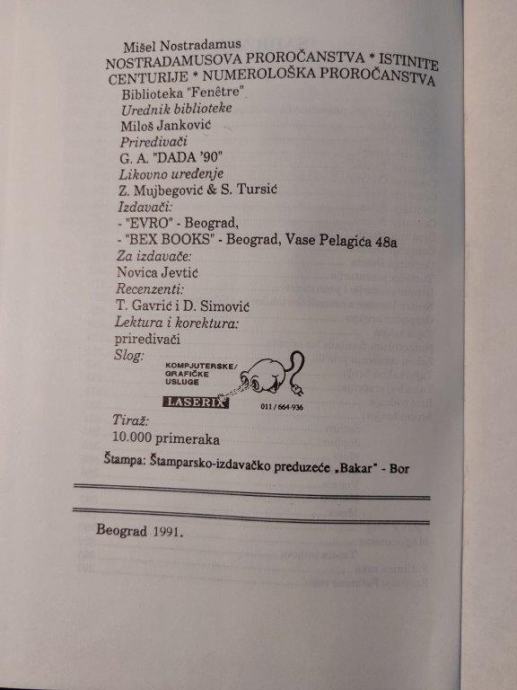 Mišel Nostradamus
NOSTRADAMUSOVA PROROČANSTVA * ISTINITE
CENTURIJE * NUMEROLOŠKA PROROČANSTVA
Biblioteka "Fenêtre"
Urednik biblioteke
Miloš Janković
Priređivači
G. A. "DADA '90"
Likovno uređenje
Z. Mujbegović & S. Tursić
Izdavači:
- "EVRO" - Beograd,
- "BEX BOOKS" - Beograd, Vase Pelagića 48a
Za izdavače:
Novica Jevtić
Recenzenti:
T. Gavrić i D. Simović
Lektura i korektura:
priređivači
Slog:
KOMPJUTERSKE/
GRAFIČKE
USLUGE
LASERIX
011/664-936
Tiraž:
10.000 primeraka
Štampa: Štamparsko-izdavačko preduzeće „Bakar" - Bor
Beograd 1991.